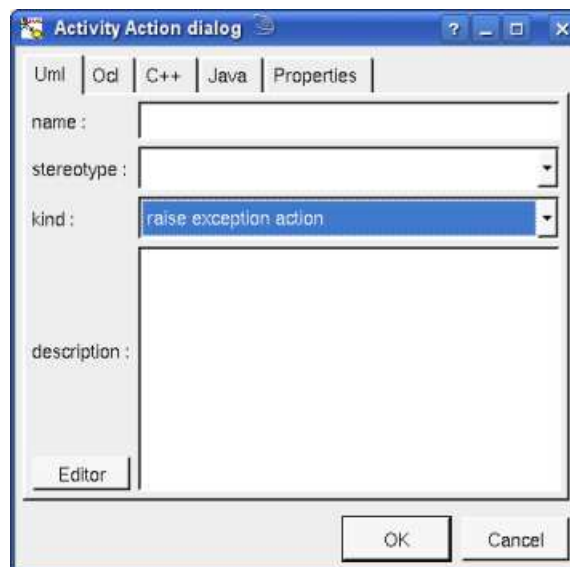 Activity Action dialog
Uml Ocl C++ Java Properties
name :
stereotype :
kind : raise exception action
description :
Editor
OK Cancel